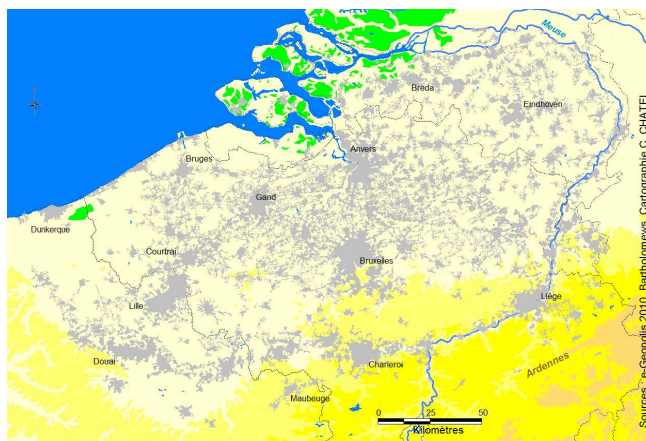 Meuse
Breda
Eindhoven
Anvers
Bruges
Gand
Dunkerque
Courtrai
Bruxelles
Lille
Liège
Douai
Charleroi
Ardennes
Maubeuge
0 25 50
Kilomètres
Sources : e-Geopolis 2010, Bartholomews, Cartographie C. CHATEL